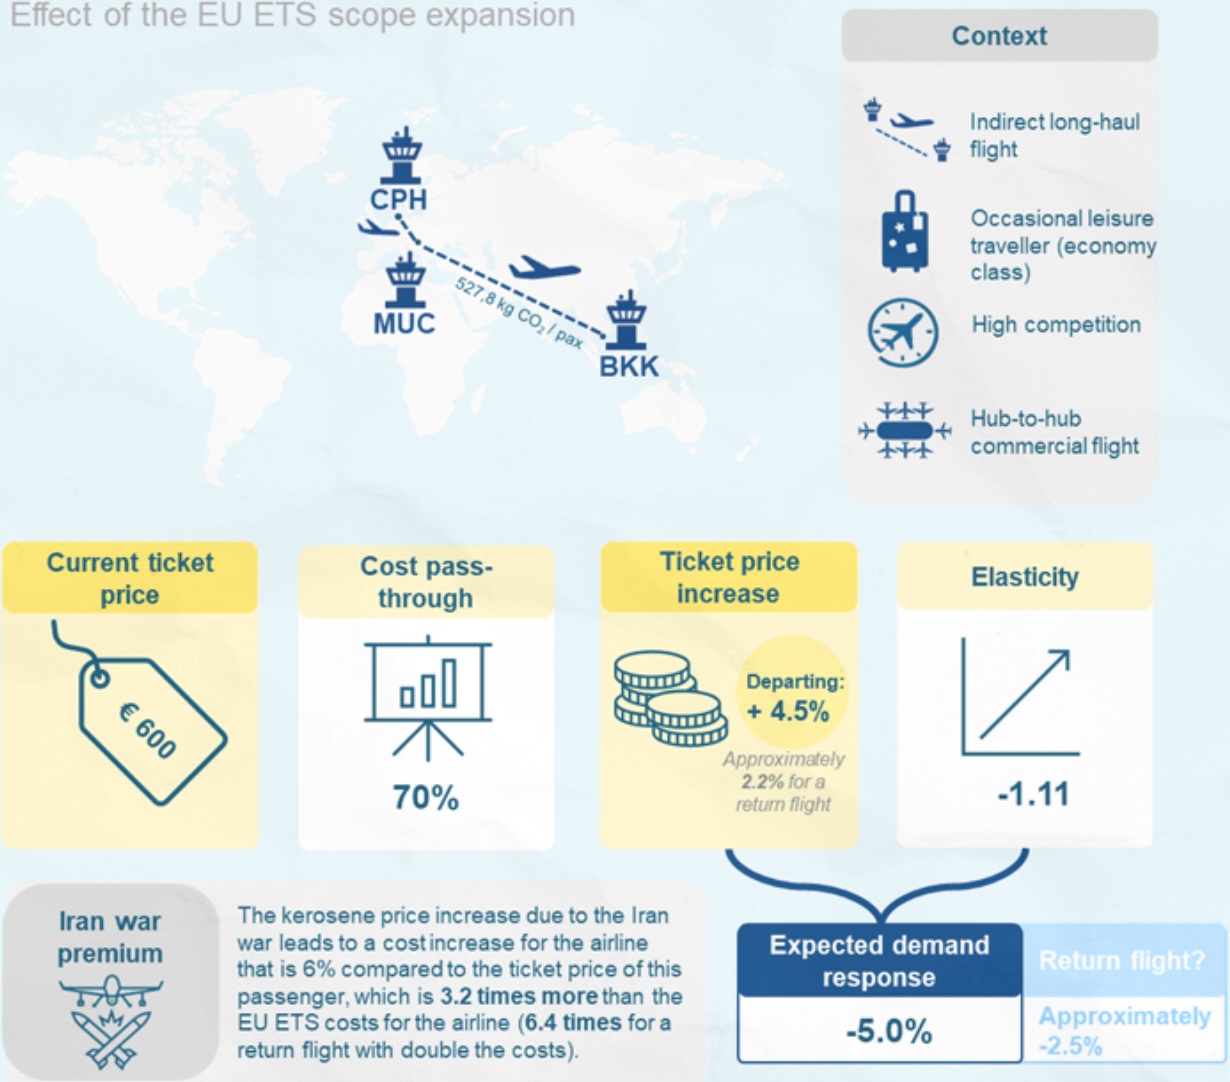 Effect of the EU ETS scope expansion
Context
Indirect long-haul
flight
Occasional leisure
traveller (economy
class)
High competition
Hub-to-hub
commercial flight
CPH
MUC
527,8 kg CO₂ / pax
BKK
Current ticket
price
€ 600
Cost pass-
through
70%
Ticket price
increase
Departing:
+ 4.5%
Approximately
2.2% for a
return flight
Elasticity
-1.11
Iran war
premium
The kerosene price increase due to the Iran
war leads to a cost increase for the airline
that is 6% compared to the ticket price of this
passenger, which is 3.2 times more than the
EU ETS costs for the airline (6.4 times for a
return flight with double the costs).
Expected demand
response
-5.0%
Return flight?
Approximately
-2.5%